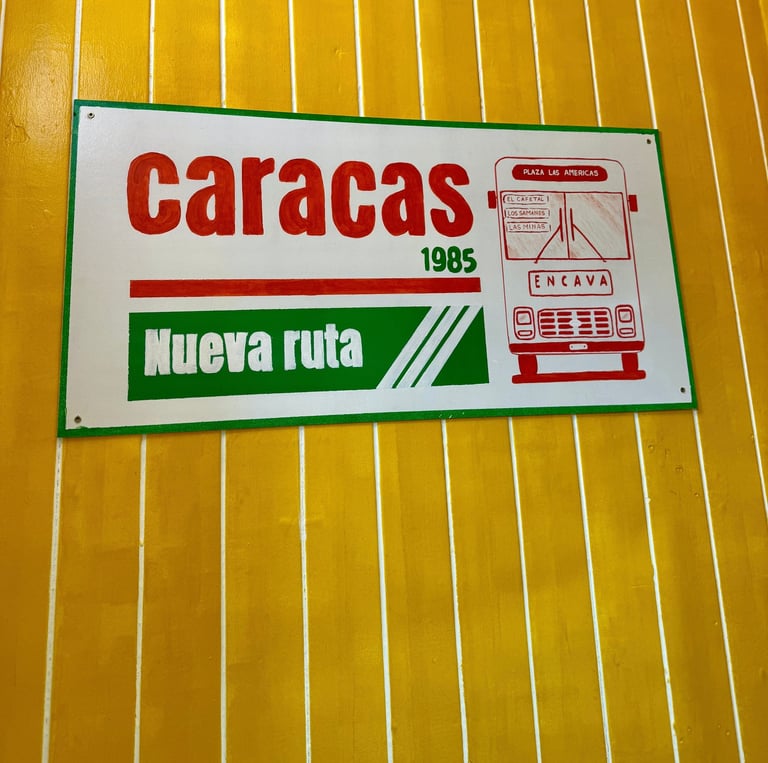 caracas
1985
Nueva ruta
PLAZA LAS AMERICAS
EL CAFETAL
LOS SAMANES
LAS MINAS
ENCAVA